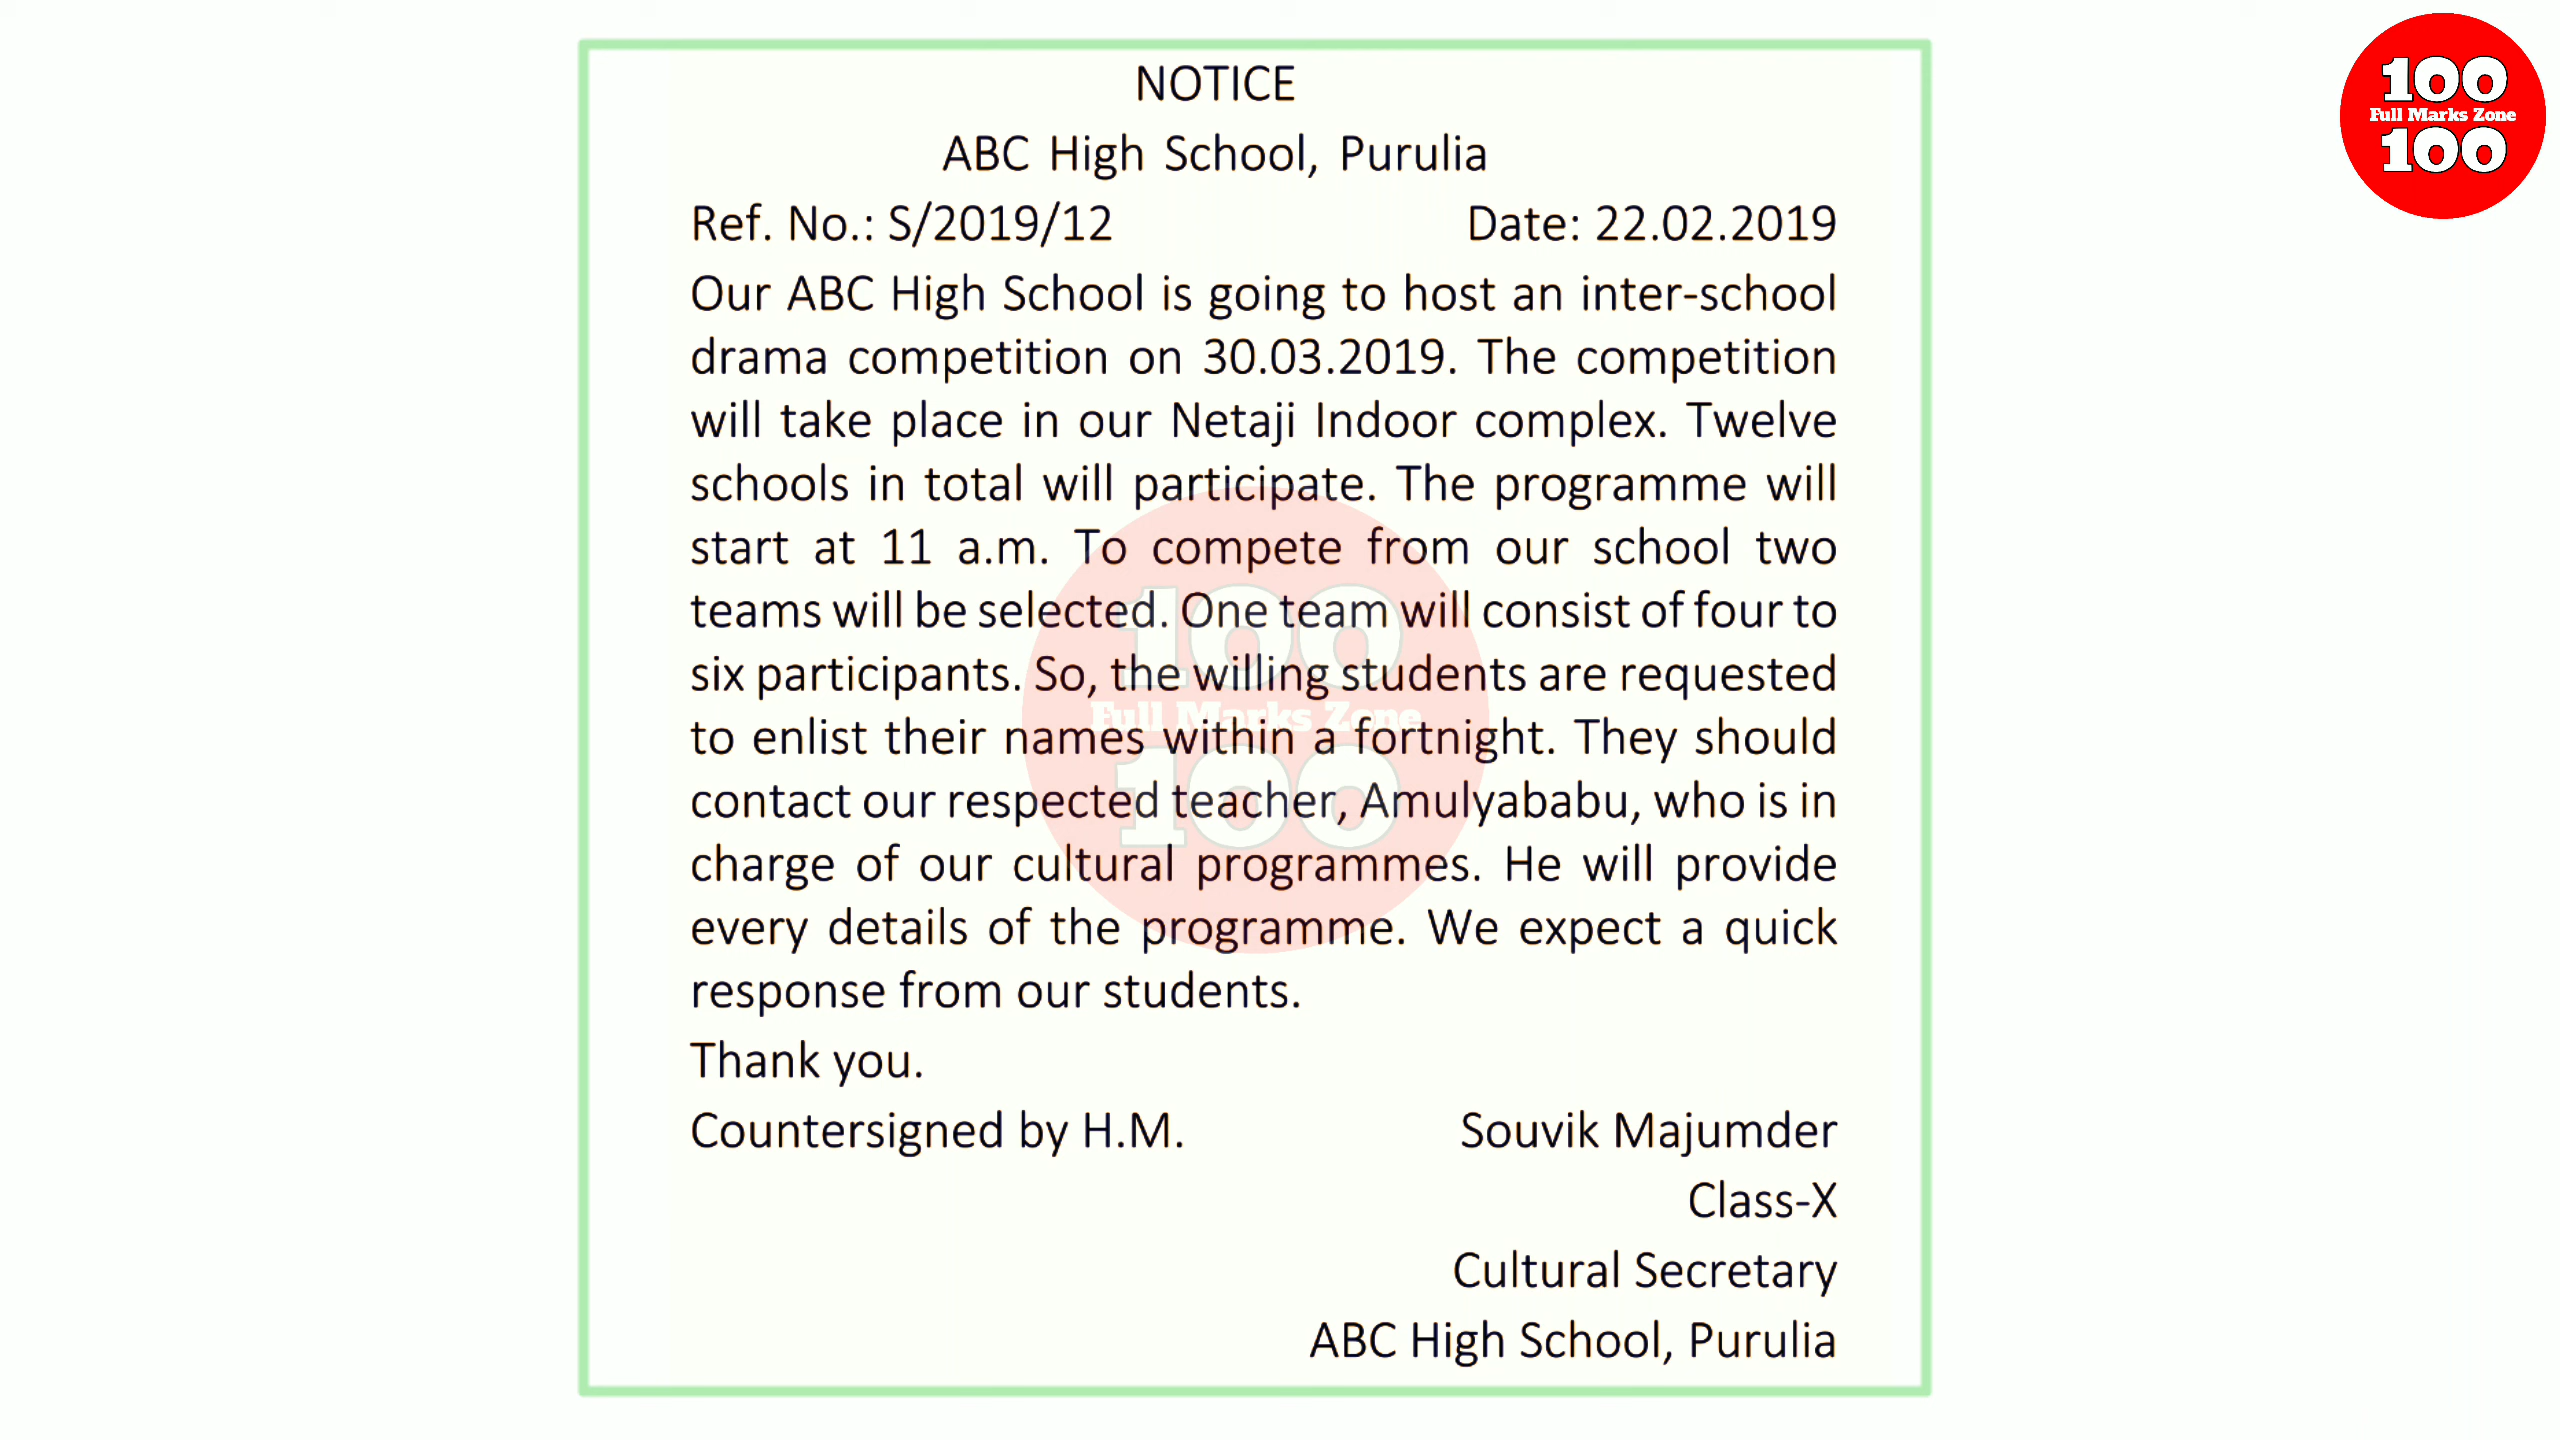 NOTICE
ABC High School, Purulia
Ref. No.: S/2019/12 Date: 22.02.2019
Our ABC High School is going to host an inter-school
drama competition on 30.03.2019. The competition
will take place in our Netaji Indoor complex. Twelve
schools in total will participate. The programme will
start at 11 a.m. To compete from our school two
teams will be selected. One team will consist of four to
six participants. So, the willing students are requested
to enlist their names within a fortnight. They should
contact our respected teacher, Amulyababu, who is in
charge of our cultural programmes. He will provide
every details of the programme. We expect a quick
response from our students.
Thank you.
Countersigned by H.M. Souvik Majumder
Class-X
Cultural Secretary
ABC High School, Purulia
100
Full Marks Zone
100
100
Full Marks Zone
100